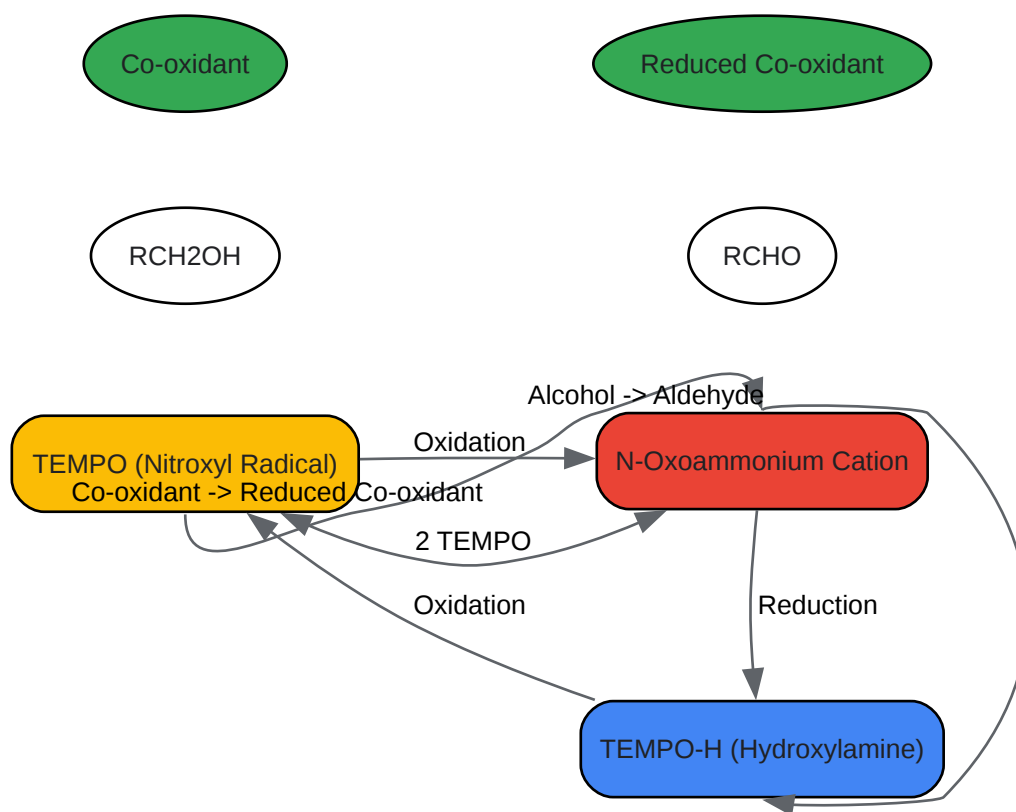 Co-oxidant
Reduced Co-oxidant
RCH2OH
RCHO
Alcohol -> Aldehyde
Oxidation
TEMPO (Nitroxyl Radical)
N-Oxoammonium Cation
Co-oxidant -> Reduced Co-oxidant
2 TEMPO
Oxidation
Reduction
TEMPO-H (Hydroxylamine)